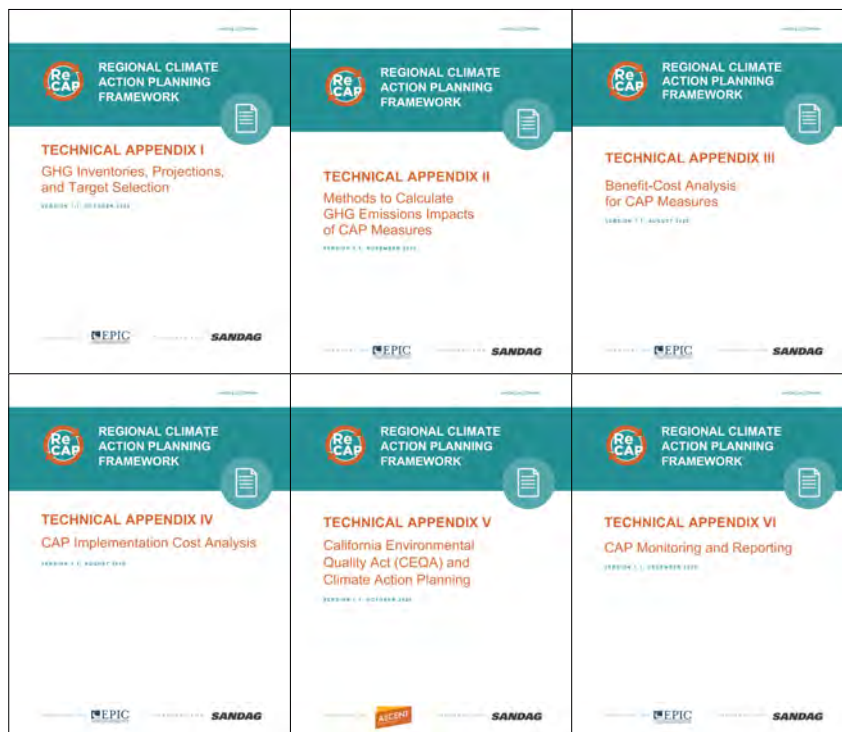 Re
CAP
REGIONAL CLIMATE
ACTION PLANNING
FRAMEWORK
TECHNICAL APPENDIX I
GHG Inventories, Projections,
and Target Selection
EPIC
SANDAG
Re
CAP
REGIONAL CLIMATE
ACTION PLANNING
FRAMEWORK
TECHNICAL APPENDIX II
Methods to Calculate
GHG Emissions Impacts
of CAP Measures
EPIC
SANDAG
Re
CAP
REGIONAL CLIMATE
ACTION PLANNING
FRAMEWORK
TECHNICAL APPENDIX III
Benefit-Cost Analysis
for CAP Measures
EPIC
SANDAG
Re
CAP
REGIONAL CLIMATE
ACTION PLANNING
FRAMEWORK
TECHNICAL APPENDIX IV
CAP Implementation Cost Analysis
EPIC
SANDAG
Re
CAP
REGIONAL CLIMATE
ACTION PLANNING
FRAMEWORK
TECHNICAL APPENDIX V
California Environmental
Quality Act (CEQA) and
Climate Action Planning
ASCENT
SANDAG
Re
CAP
REGIONAL CLIMATE
ACTION PLANNING
FRAMEWORK
TECHNICAL APPENDIX VI
CAP Monitoring and Reporting
EPIC
SANDAG